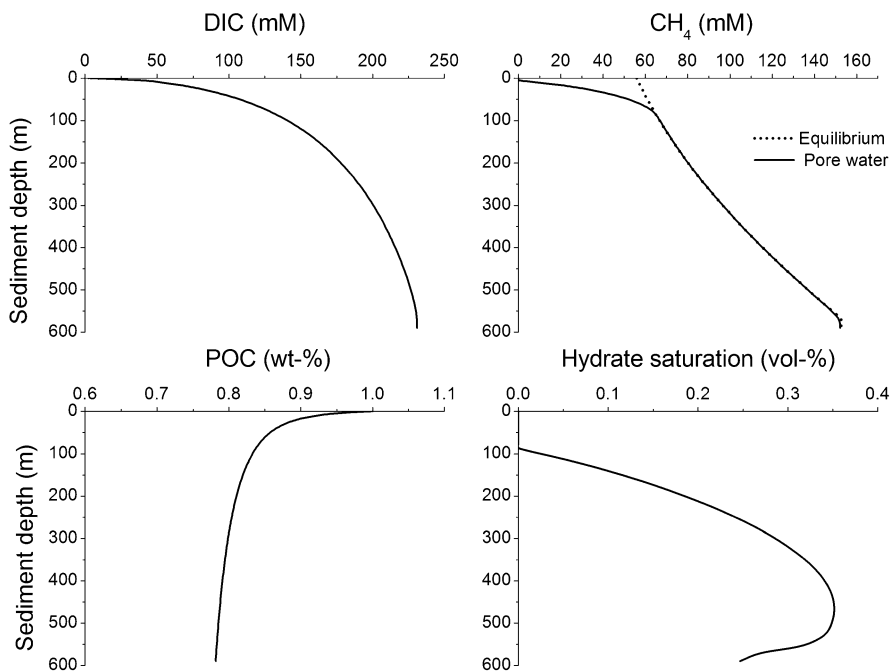 DIC (mM)
0 50 100 150 200 250
0
100
200
300
400
500
600
Sediment depth (m)
CH4 (mM)
0 20 40 60 80 100 120 140 160
0
100
200
300
400
500
600
Equilibrium
Pore water
POC (wt-%)
0.6 0.7 0.8 0.9 1.0 1.1
0
100
200
300
400
500
600
Sediment depth (m)
Hydrate saturation (vol-%)
0.0 0.1 0.2 0.3 0.4
0
100
200
300
400
500
600